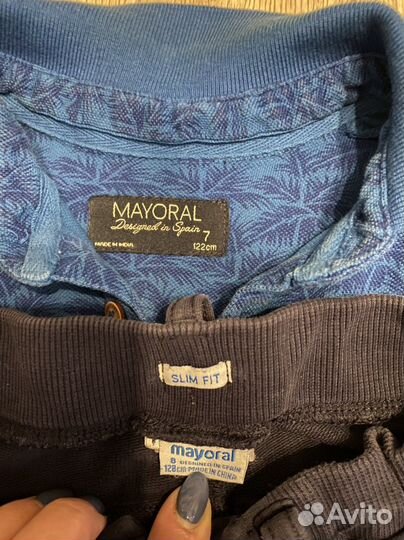 MAYORAL
Designed in Spain
7
MADE IN INDIA
122cm
SLIM FIT
mayoral
8 DESIGNED IN SPAIN
128cm MADE IN CHINA
Avito